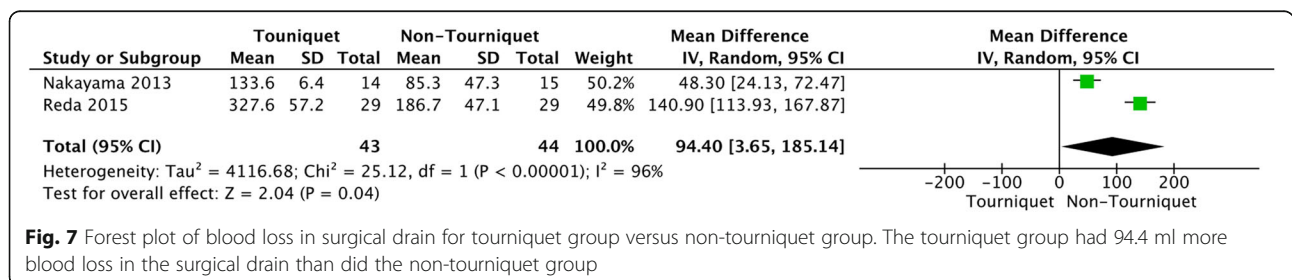 Touniquet Non-Tourniquet Mean Difference Mean Difference
Study or Subgroup Mean SD Total Mean SD Total Weight IV, Random, 95% CI IV, Random, 95% CI
Nakayama 2013 133.6 6.4 14 85.3 47.3 15 50.2% 48.30 [24.13, 72.47]
Reda 2015 327.6 57.2 29 186.7 47.1 29 49.8% 140.90 [113.93, 167.87]
Total (95% CI) 43 44 100.0% 94.40 [3.65, 185.14]
Heterogeneity: Tau² = 4116.68; Chi² = 25.12, df = 1 (P < 0.00001); I² = 96%
Test for overall effect: Z = 2.04 (P = 0.04)
-200 -100 0 100 200
Tourniquet Non-Tourniquet
Fig. 7 Forest plot of blood loss in surgical drain for tourniquet group versus non-tourniquet group. The tourniquet group had 94.4 ml more
blood loss in the surgical drain than did the non-tourniquet group